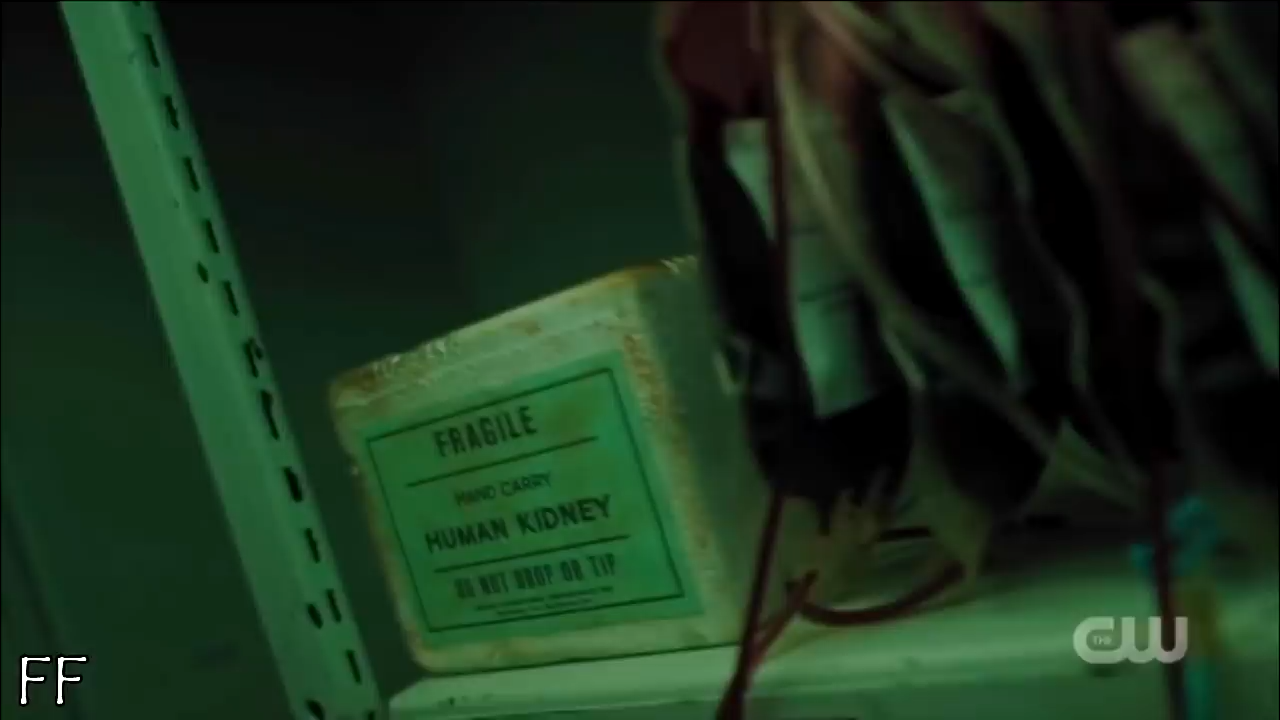 FRAGILE
HAND CARRY
HUMAN KIDNEY
DO NOT DROP OR TIP
THE CW
FF